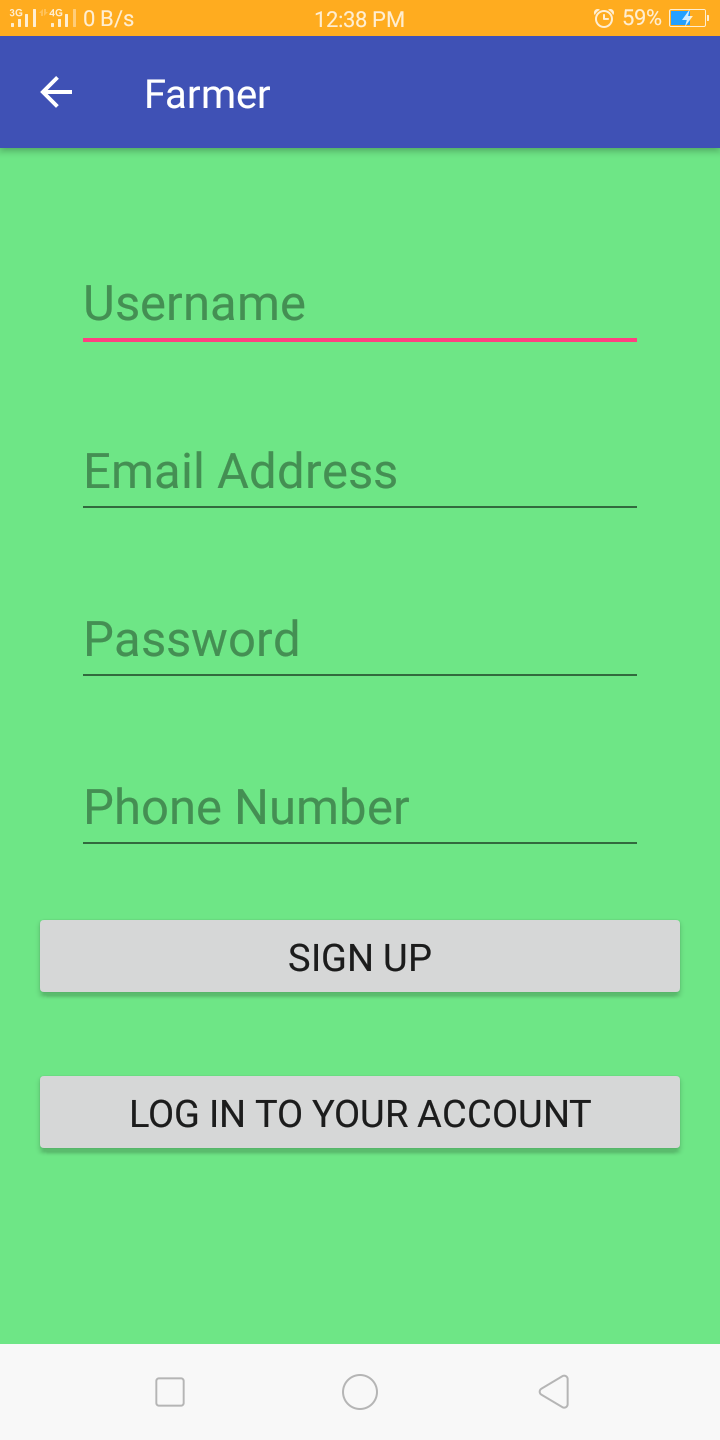 3G 4G 0 B/s 12:38 PM 59%
Farmer
Username
Email Address
Password
Phone Number
SIGN UP
LOG IN TO YOUR ACCOUNT